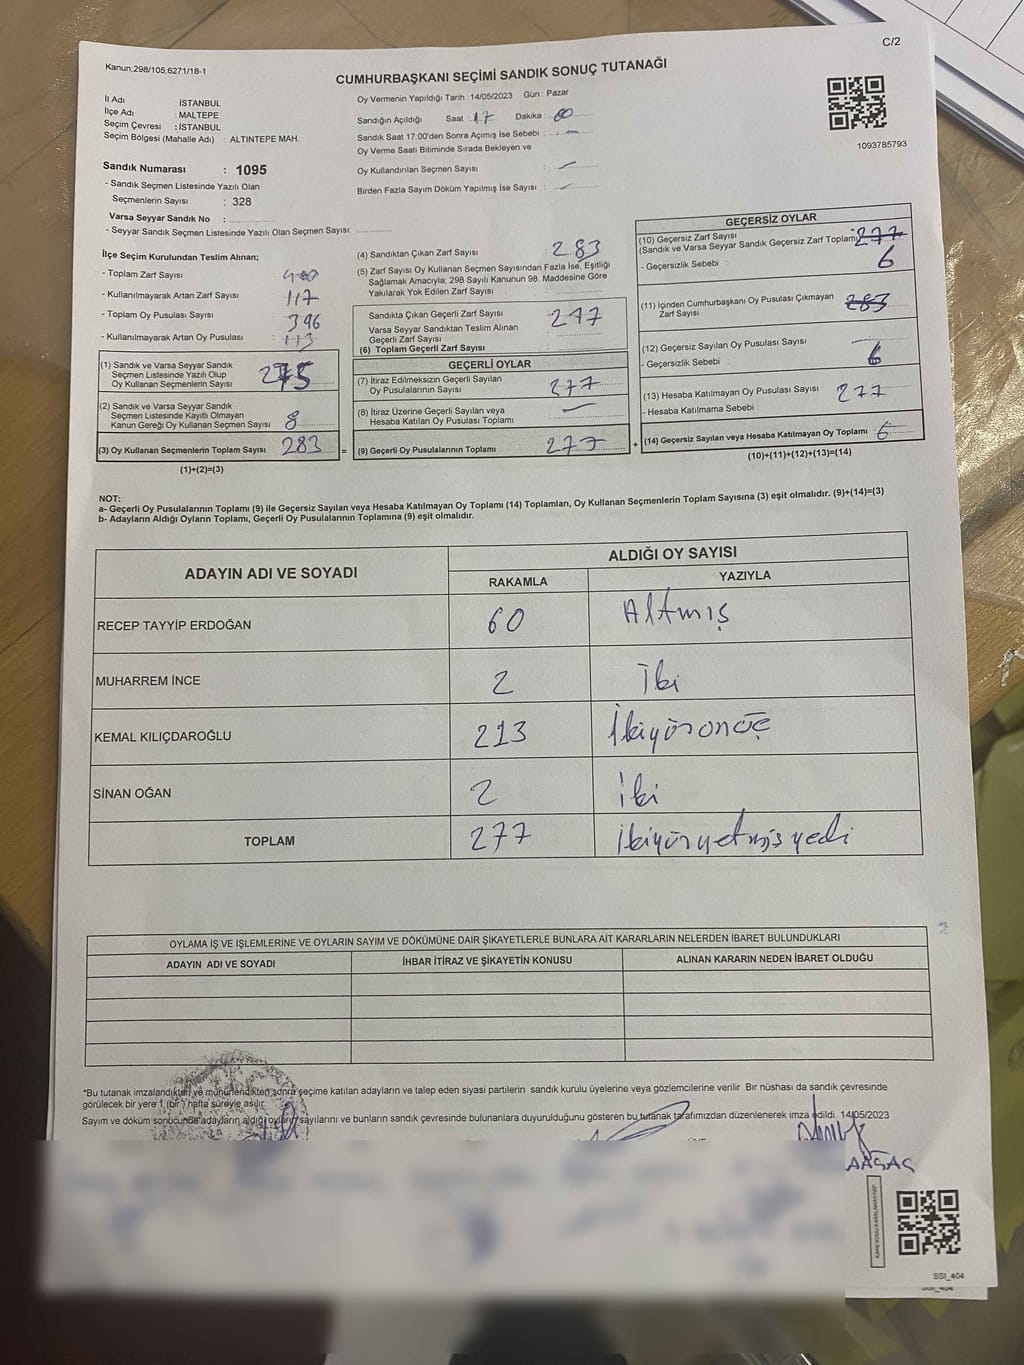 C/2
Kanun;298/105;6271/18-1
CUMHURBAŞKANI SEÇİMİ SANDIK SONUÇ TUTANAĞI
İl Adı : İSTANBUL
İlçe Adı : MALTEPE
Seçim Çevresi : İSTANBUL
Seçim Bölgesi (Mahalle Adı) : ALTINTEPE MAH.
Oy Vermenin Yapıldığı Tarih : 14/05/2023 Gün : Pazar
Sandığın Açıldığı Saat : 17 Dakika : 00
Sandık Saat 17:00'den Sonra Açımış İse Sebebi : —
Oy Verme Saati Bitiminde Sırada Bekleyen ve
Oy Kullandırılan Seçmen Sayısı : —
Birden Fazla Sayım Döküm Yapılmış İse Sayısı : —
1093785793
Sandık Numarası : 1095
- Sandık Seçmen Listesinde Yazılı Olan
Seçmenlerin Sayısı : 328
Varsa Seyyar Sandık No :
- Seyyar Sandık Seçmen Listesinde Yazılı Olan Seçmen Sayısı:
İlçe Seçim Kurulundan Teslim Alınan;
- Toplam Zarf Sayısı : 400
- Kullanılmayarak Artan Zarf Sayısı : 117
- Toplam Oy Pusulası Sayısı : 396
- Kullanılmayarak Artan Oy Pusulası : 113
(1) Sandık ve Varsa Seyyar Sandık
Seçmen Listesinde Yazılı Olup
Oy Kullanan Seçmenlerin Sayısı 275
(2) Sandık ve Varsa Seyyar Sandık
Seçmen Listesinde Kayıtlı Olmayan
Kanun Gereği Oy Kullanan Seçmen Sayısı 8
(3) Oy Kullanan Seçmenlerin Toplam Sayısı 283
(1)+(2)=(3)
(4) Sandıktan Çıkan Zarf Sayısı : 283
(5) Zarf Sayısı Oy Kullanan Seçmen Sayısından Fazla İse, Eşitliği
Sağlamak Amacıyla; 298 Sayılı Kanunun 98. Maddesine Göre
Yakılarak Yok Edilen Zarf Sayısı :
Sandıkta Çıkan Geçerli Zarf Sayısı 277
Varsa Seyyar Sandıktan Teslim Alınan
Geçerli Zarf Sayısı :
(6) Toplam Geçerli Zarf Sayısı :
GEÇERLİ OYLAR
(7) İtiraz Edilmeksizin Geçerli Sayılan
Oy Pusulalarının Sayısı : 277
(8) İtiraz Üzerine Geçerli Sayılan veya
Hesaba Katılan Oy Pusulası Toplamı : —
= (9) Geçerli Oy Pusulalarının Toplamı : 277 +
GEÇERSİZ OYLAR
(10) Geçersiz Zarf Sayısı
(Sandık ve Varsa Seyyar Sandık Geçersiz Zarf Toplamı) 277
- Geçersizlik Sebebi : 6
(11) İçinden Cumhurbaşkanı Oy Pusulası Çıkmayan 283
Zarf Sayısı
(12) Geçersiz Sayılan Oy Pusulası Sayısı
- Geçersizlik Sebebi : 6
(13) Hesaba Katılmayan Oy Pusulası Sayısı : 277
- Hesaba Katılmama Sebebi :
(14) Geçersiz Sayılan veya Hesaba Katılmayan Oy Toplamı : 6
(10)+(11)+(12)+(13)=(14)
NOT:
a- Geçerli Oy Pusulalarının Toplamı (9) ile Geçersiz Sayılan veya Hesaba Katılmayan Oy Toplamı (14) Toplamları, Oy Kullanan Seçmenlerin Toplam Sayısına (3) eşit olmalıdır. (9)+(14)=(3)
b- Adayların Aldığı Oyların Toplamı, Geçerli Oy Pusulalarının Toplamına (9) eşit olmalıdır.
ADAYIN ADI VE SOYADI
ALDIĞI OY SAYISI
RAKAMLA YAZIYLA
RECEP TAYYİP ERDOĞAN 60 Altmış
MUHARREM İNCE 2 İki
KEMAL KILIÇDAROĞLU 213 İkiyüzonüç
SİNAN OĞAN 2 iki
TOPLAM 277 ikiyüzyetmişyedi
OYLAMA İŞ VE İŞLEMLERİNE VE OYLARIN SAYIM VE DÖKÜMÜNE DAİR ŞİKAYETLERLE BUNLARA AİT KARARLARIN NELERDEN İBARET BULUNDUKLARI
ADAYIN ADI VE SOYADI İHBAR İTİRAZ VE ŞİKAYETİN KONUSU ALINAN KARARIN NEDEN İBARET OLDUĞU
*Bu tutanak imzalandıktan ve mühürlendikten sonra seçime katılan adayların ve talep eden siyasi partilerin sandık kurulu üyelerine veya gözlemcilerine verilir. Bir nüshası da sandık çevresinde
görülecek bir yere 1 (bir ) hafta süreyle asılır.
Sayım ve döküm sonucunda adayların aldığı oyların sayılarını ve bunların sandık çevresinde bulunanlara duyurulduğunu gösteren bu tutanak tarafımızdan düzenlenerek imza edildi. 14/05/2023
SSI_404